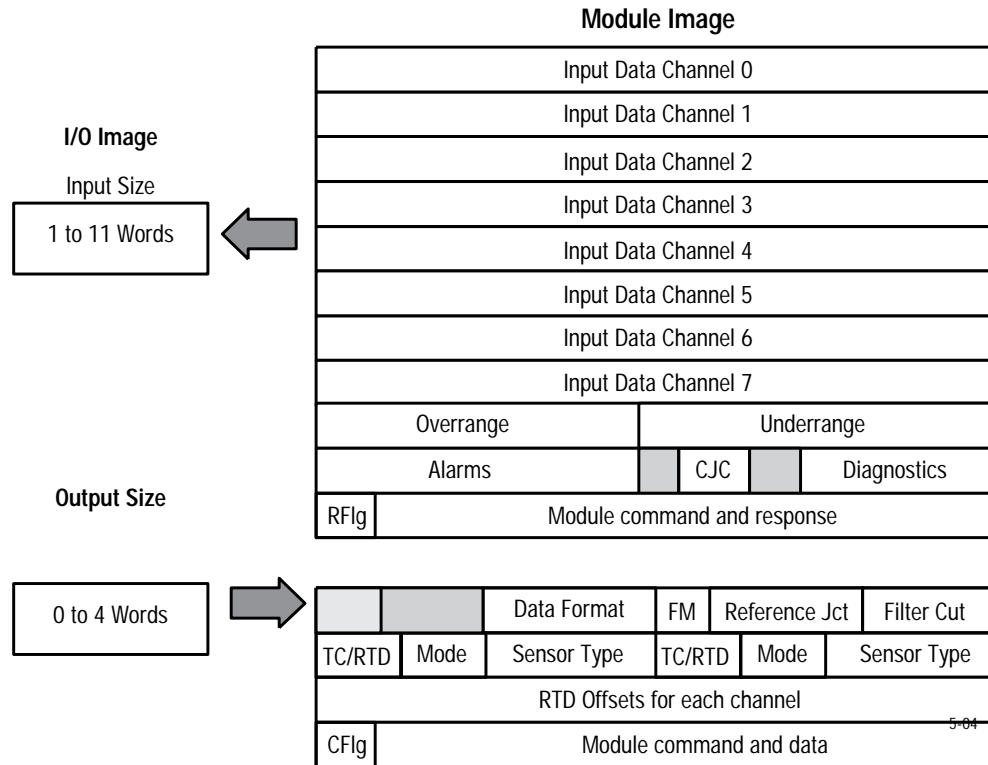 Module Image
Input Data Channel 0
Input Data Channel 1
I/O Image
Input Data Channel 2
Input Size
Input Data Channel 3
1 to 11 Words
Input Data Channel 4
Input Data Channel 5
Input Data Channel 6
Input Data Channel 7
Overrange Underrange
Alarms CJC Diagnostics
Output Size
RFlg Module command and response
0 to 4 Words
Data Format FM Reference Jct Filter Cut
TC/RTD Mode Sensor Type TC/RTD Mode Sensor Type
RTD Offsets for each channel
5-04
CFlg Module command and data